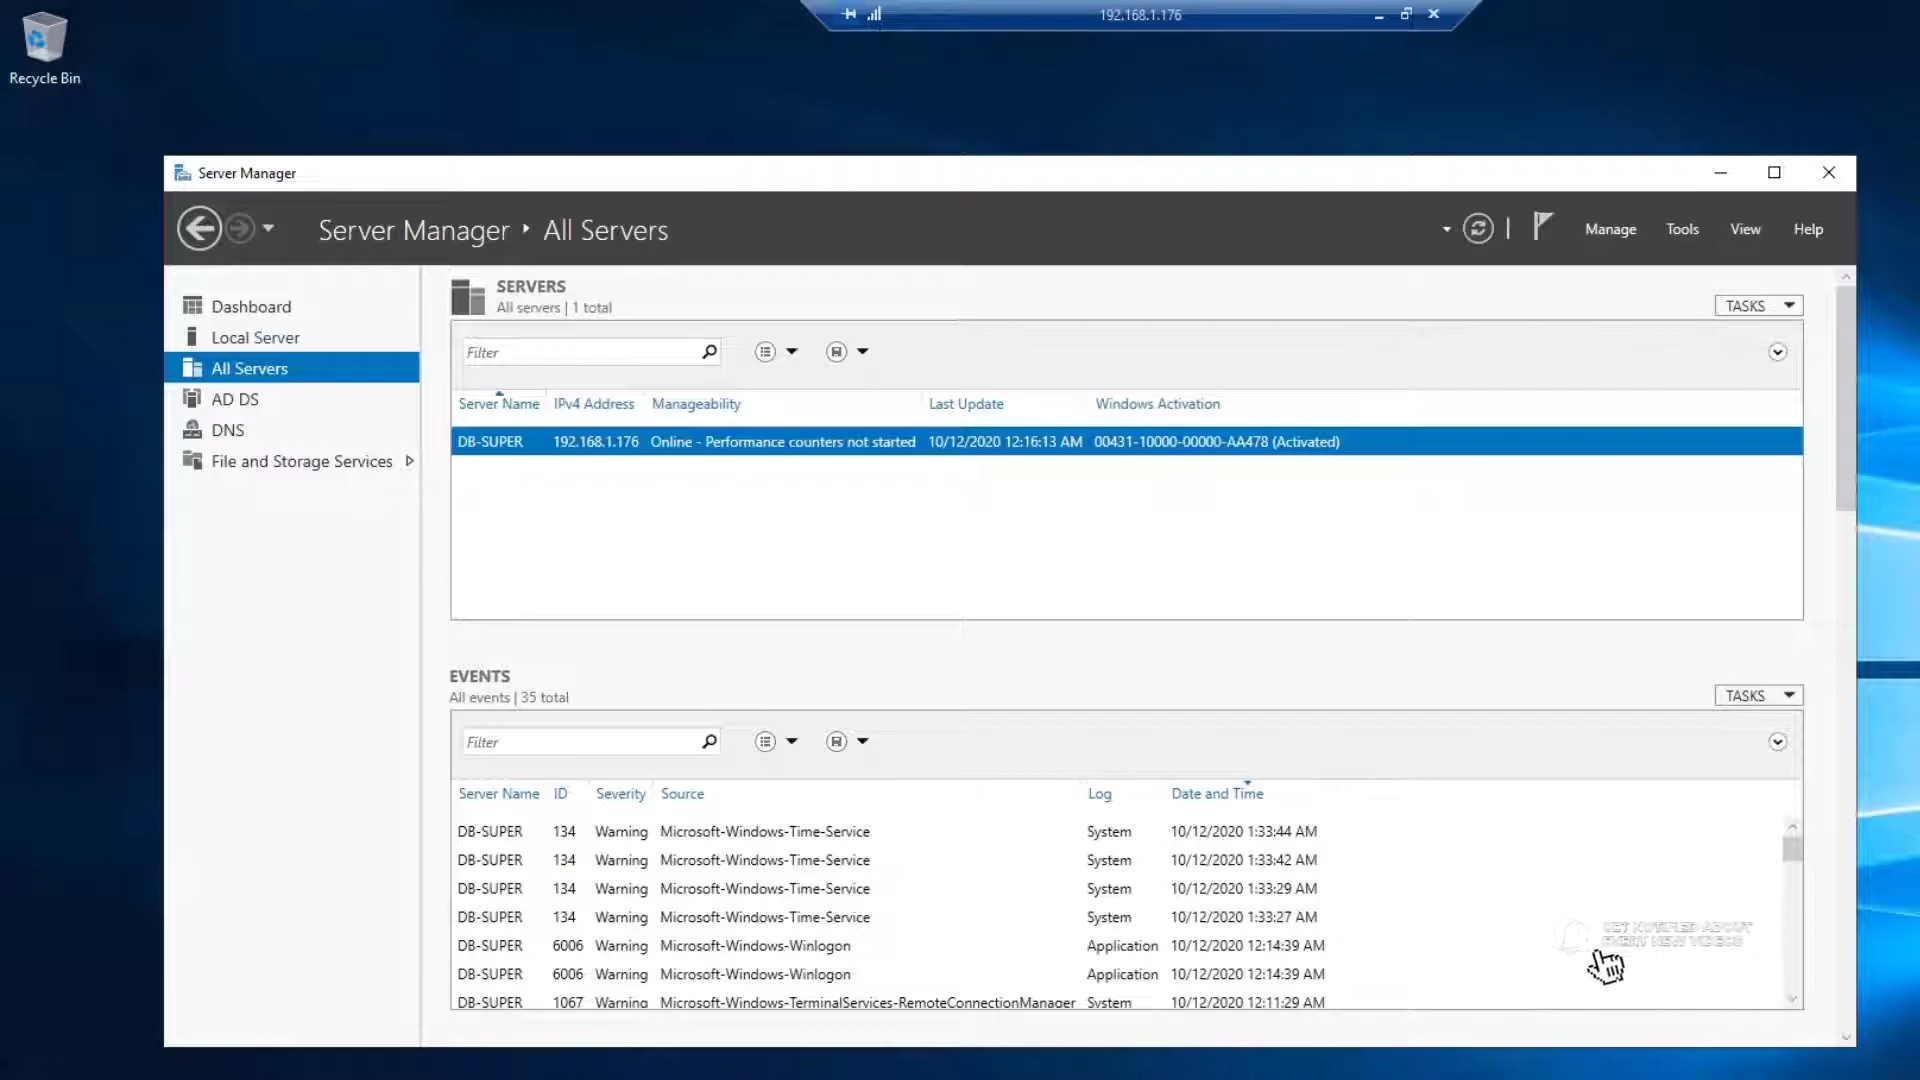 192.168.1.176
Recycle Bin
Server Manager
Server Manager ‣ All Servers
Manage Tools View Help
Dashboard
Local Server
All Servers
AD DS
DNS
File and Storage Services
SERVERS
All servers | 1 total
TASKS
Filter
Server Name IPv4 Address Manageability Last Update Windows Activation
DB-SUPER 192.168.1.176 Online - Performance counters not started 10/12/2020 12:16:13 AM 00431-10000-00000-AA478 (Activated)
EVENTS
All events | 35 total
TASKS
Filter
Server Name ID Severity Source Log Date and Time
DB-SUPER 134 Warning Microsoft-Windows-Time-Service System 10/12/2020 1:33:44 AM
DB-SUPER 134 Warning Microsoft-Windows-Time-Service System 10/12/2020 1:33:42 AM
DB-SUPER 134 Warning Microsoft-Windows-Time-Service System 10/12/2020 1:33:29 AM
DB-SUPER 134 Warning Microsoft-Windows-Time-Service System 10/12/2020 1:33:27 AM
DB-SUPER 6006 Warning Microsoft-Windows-Winlogon Application 10/12/2020 12:14:39 AM
DB-SUPER 6006 Warning Microsoft-Windows-Winlogon Application 10/12/2020 12:14:39 AM
DB-SUPER 1067 Warning Microsoft-Windows-TerminalServices-RemoteConnectionManager System 10/12/2020 12:11:29 AM
GET NOTIFIED ABOUT
EVERY NEW VIDEO!